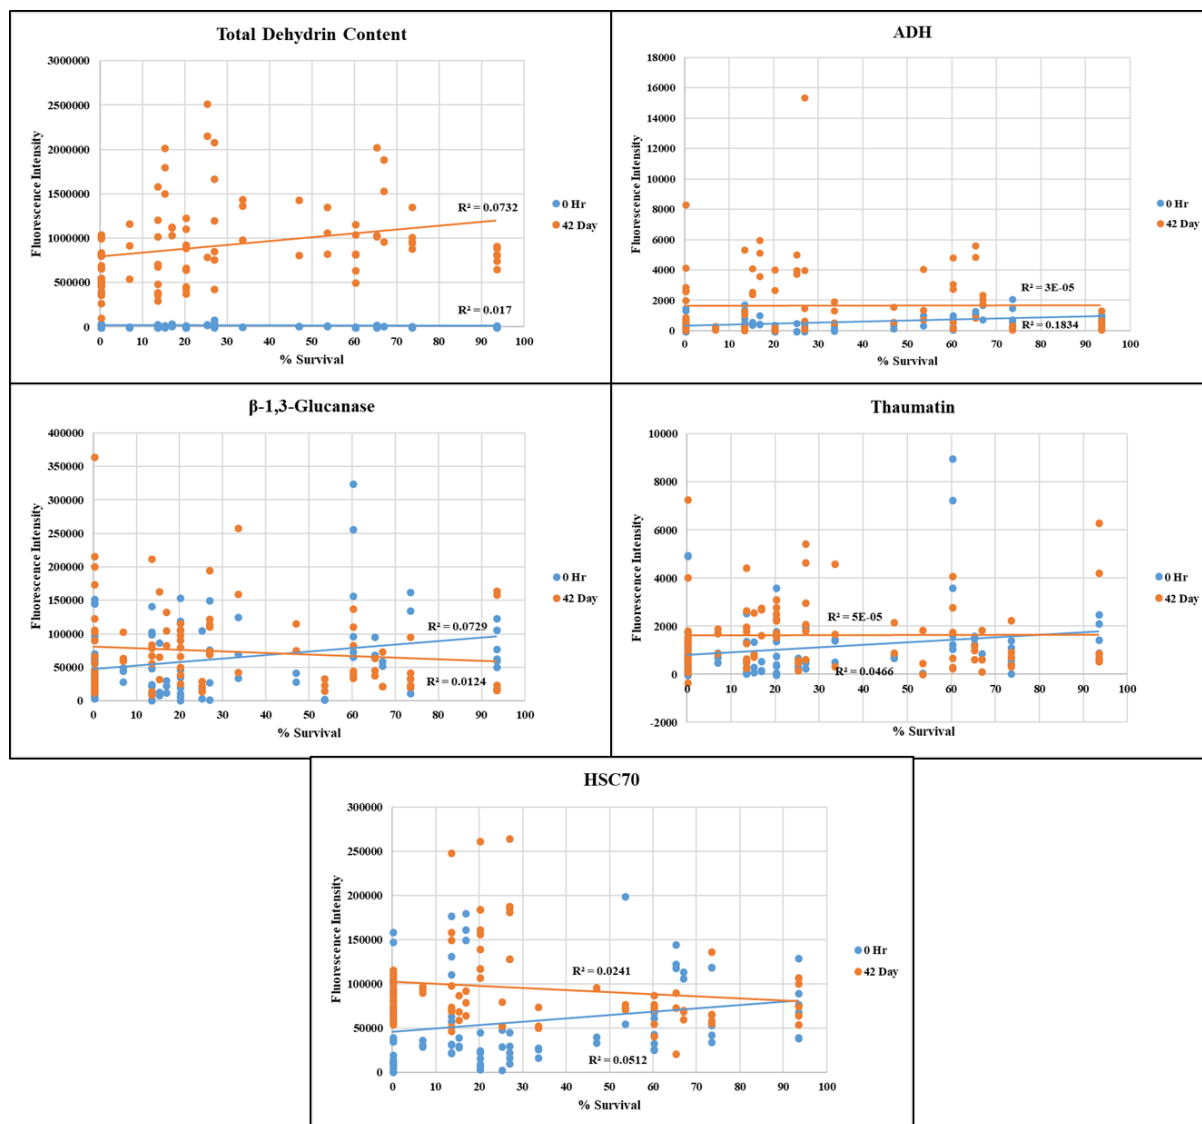 Total Dehydrin Content
Fluorescence Intensity
3000000
2500000
2000000
1500000
1000000
500000
0
R² = 0.0732
R² = 0.017
0 Hr
42 Day
0 10 20 30 40 50 60 70 80 90 100
% Survival
ADH
Fluorescence Intensity
18000
16000
14000
12000
10000
8000
6000
4000
2000
0
R² = 3E-05
R² = 0.1834
0 Hr
42 Day
0 10 20 30 40 50 60 70 80 90 100
% Survival
β-1,3-Glucanase
Fluorescence Intensity
400000
350000
300000
250000
200000
150000
100000
50000
0
R² = 0.0729
R² = 0.0124
0 Hr
42 Day
0 10 20 30 40 50 60 70 80 90 100
% Survival
Thaumatin
Fluorescence Intensity
10000
8000
6000
4000
2000
0
-2000
R² = 5E-05
R² = 0.0466
0 Hr
42 Day
0 10 20 30 40 50 60 70 80 90 100
% Survival
HSC70
Fluorescence Intensity
300000
250000
200000
150000
100000
50000
0
R² = 0.0241
R² = 0.0512
0 Hr
42 Day
0 10 20 30 40 50 60 70 80 90 100
% Survival